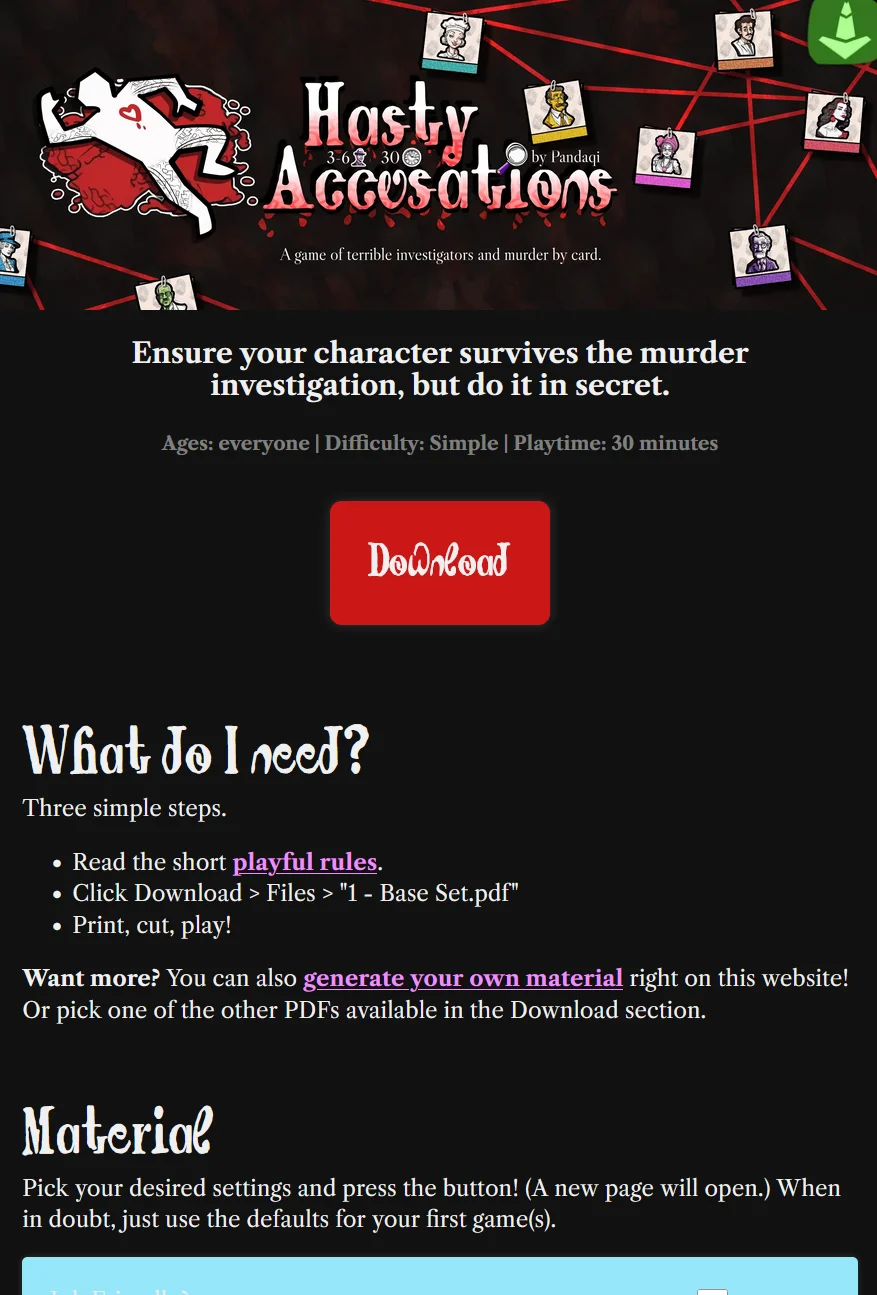 Hasty
3-6 30 by Pandaqi
Accusations
A game of terrible investigators and murder by card.
Ensure your character survives the murder
investigation, but do it in secret.
Ages: everyone | Difficulty: Simple | Playtime: 30 minutes
Download
What do I need?
Three simple steps.
• Read the short playful rules.
• Click Download > Files > "1 - Base Set.pdf"
• Print, cut, play!
Want more? You can also generate your own material right on this website!
Or pick one of the other PDFs available in the Download section.
Material
Pick your desired settings and press the button! (A new page will open.) When
in doubt, just use the defaults for your first game(s).